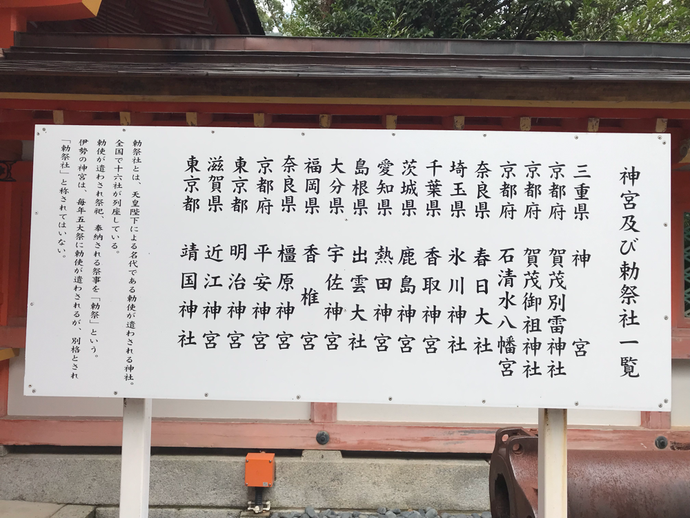 神宮及び勅祭社一覧
三重県 神宮
京都府 賀茂別雷神社
京都府 賀茂御祖神社
京都府 石清水八幡宮
奈良県 春日大社
埼玉県 氷川神社
千葉県 香取神宮
茨城県 鹿島神宮
愛知県 熱田神宮
島根県 出雲大社
大分県 宇佐神宮
福岡県 香椎宮
奈良県 橿原神宮
京都府 平安神宮
東京都 明治神宮
滋賀県 近江神宮
東京都 靖国神社
勅祭社とは、天皇陛下による名代である勅使が遣わされる神社。
全国で十六社が列座している。
勅使が遣わされ祭祀、奉納される祭事を「勅祭」という。
伊勢の神宮は、毎年五大祭に勅使が遣わされるが、別格とされ
「勅祭社」と称されてはいない。